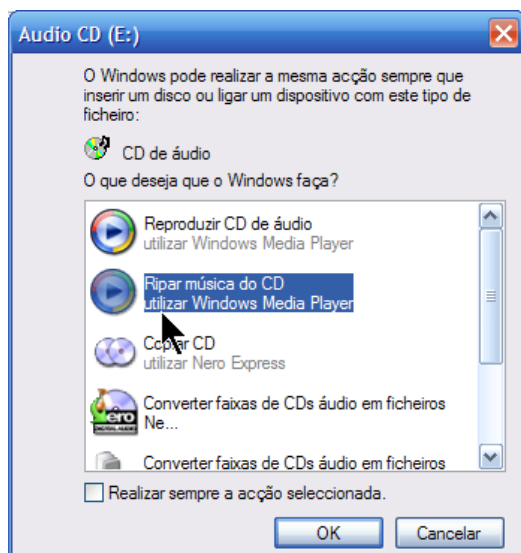 Audio CD (E:)
O Windows pode realizar a mesma acção sempre que
inserir um disco ou ligar um dispositivo com este tipo de
ficheiro:
CD de áudio
O que deseja que o Windows faça?
Reproduzir CD de áudio
utilizar Windows Media Player
Ripar música do CD
utilizar Windows Media Player
Copiar CD
utilizar Nero Express
Converter faixas de CDs áudio em ficheiros
Ne...
nero
DIGITAL AUDIO
Converter faixas de CDs áudio em ficheiros
Realizar sempre a acção seleccionada.
OK
Cancelar